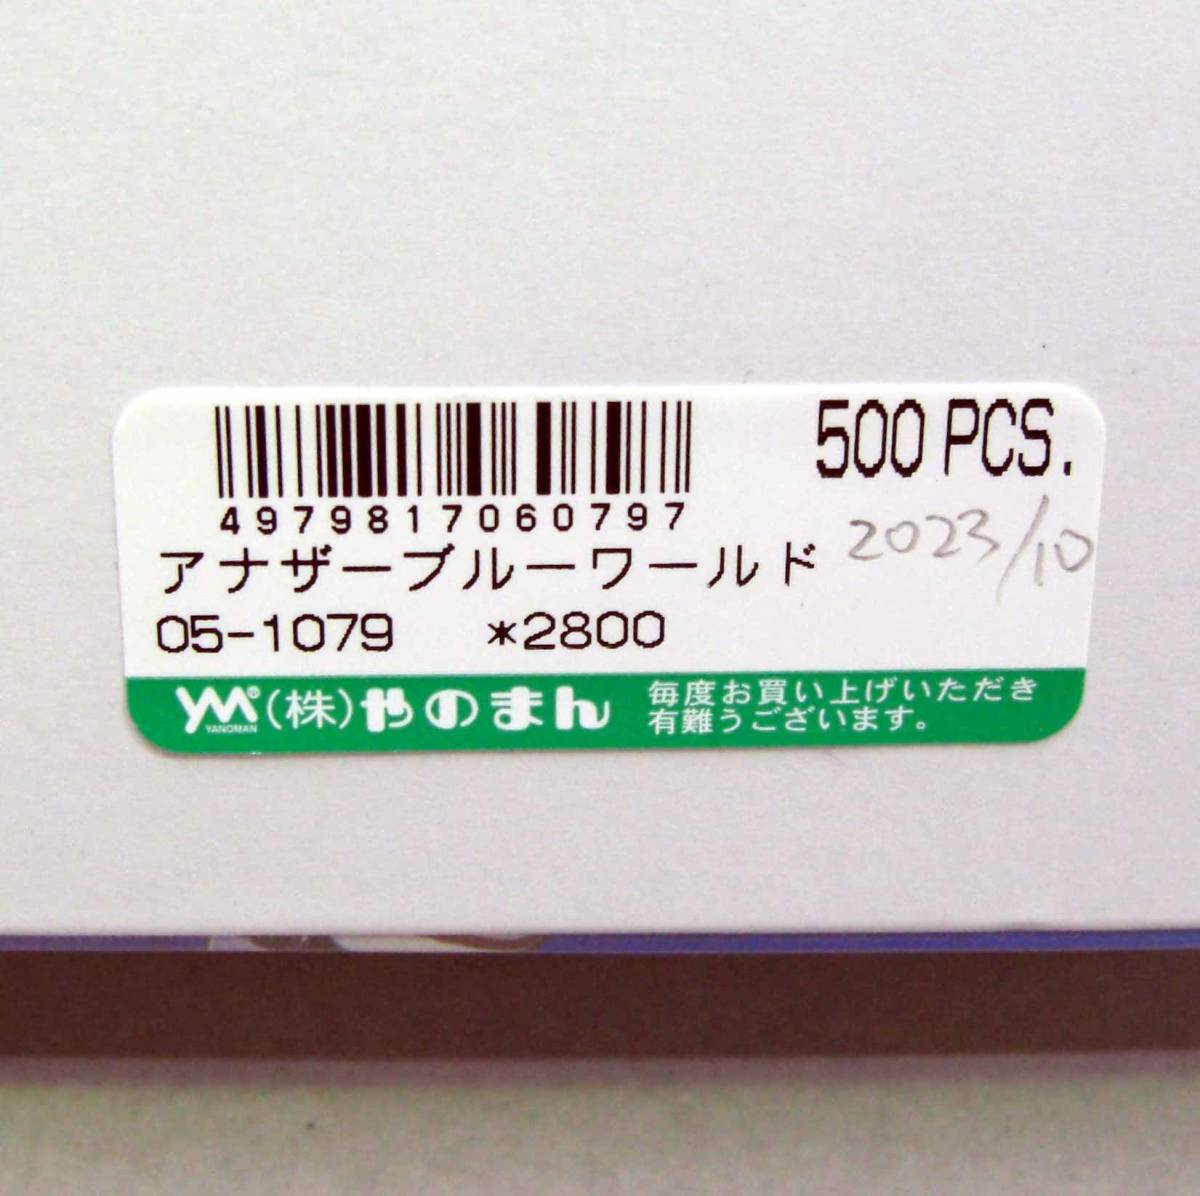 500 PCS.
4979817060797
2023/10
アナザーブルーワールド
05-1079 *2800
YM® YANOMAN (株)やのまん
毎度お買い上げいただき
有難うございます。